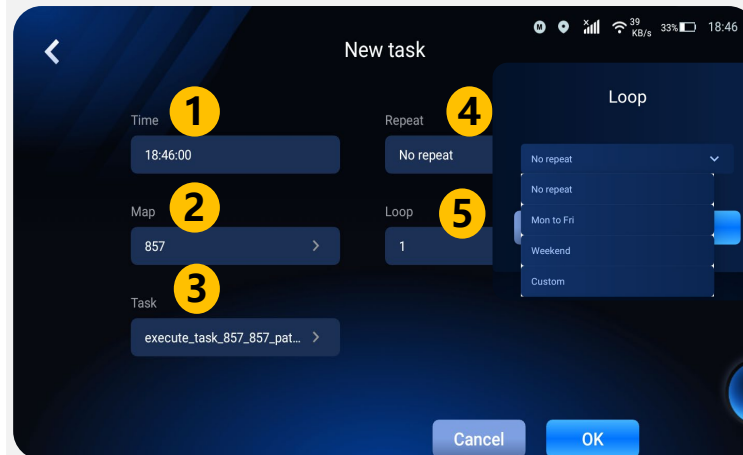 M 39 KB/s 33% 18:46
New task
Loop
Time 1
18:46:00
Repeat 4
No repeat
No repeat
No repeat
Mon to Fri
Weekend
Custom
Map 2
857
Loop 5
1
Task 3
execute_task_857_857_pat...
Cancel
OK